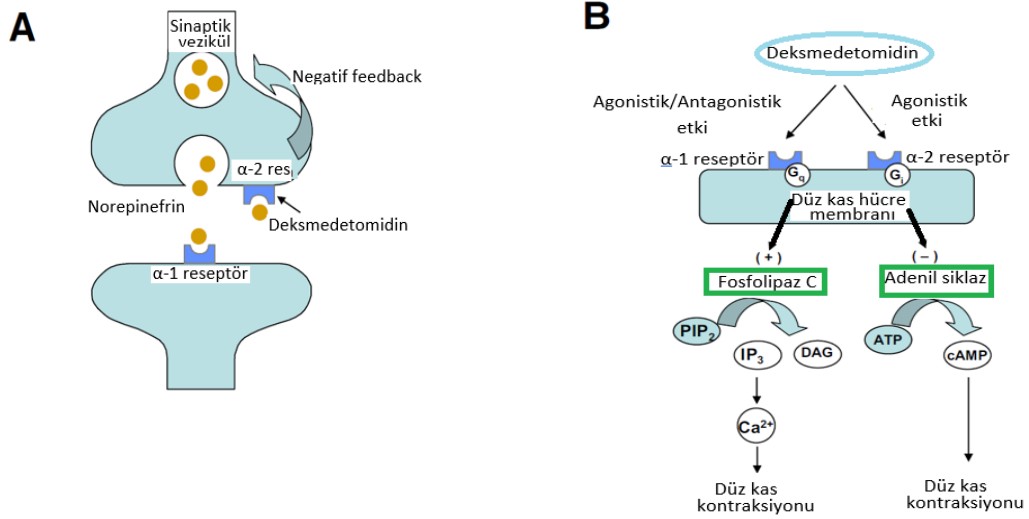 A
Sinaptik
vezikül
Negatif feedback
α-2 res
Norepinefrin
Deksmedetomidin
α-1 reseptör
B
Deksmedetomidin
Agonistik/Antagonistik
etki
Agonistik
etki
α-1 reseptör
α-2 reseptör
Gq
Gi
Düz kas hücre
membranı
(+)
(–)
Fosfolipaz C
Adenil siklaz
PIP2
IP3
DAG
ATP
cAMP
Ca2+
Düz kas
kontraksiyonu
Düz kas
kontraksiyonu